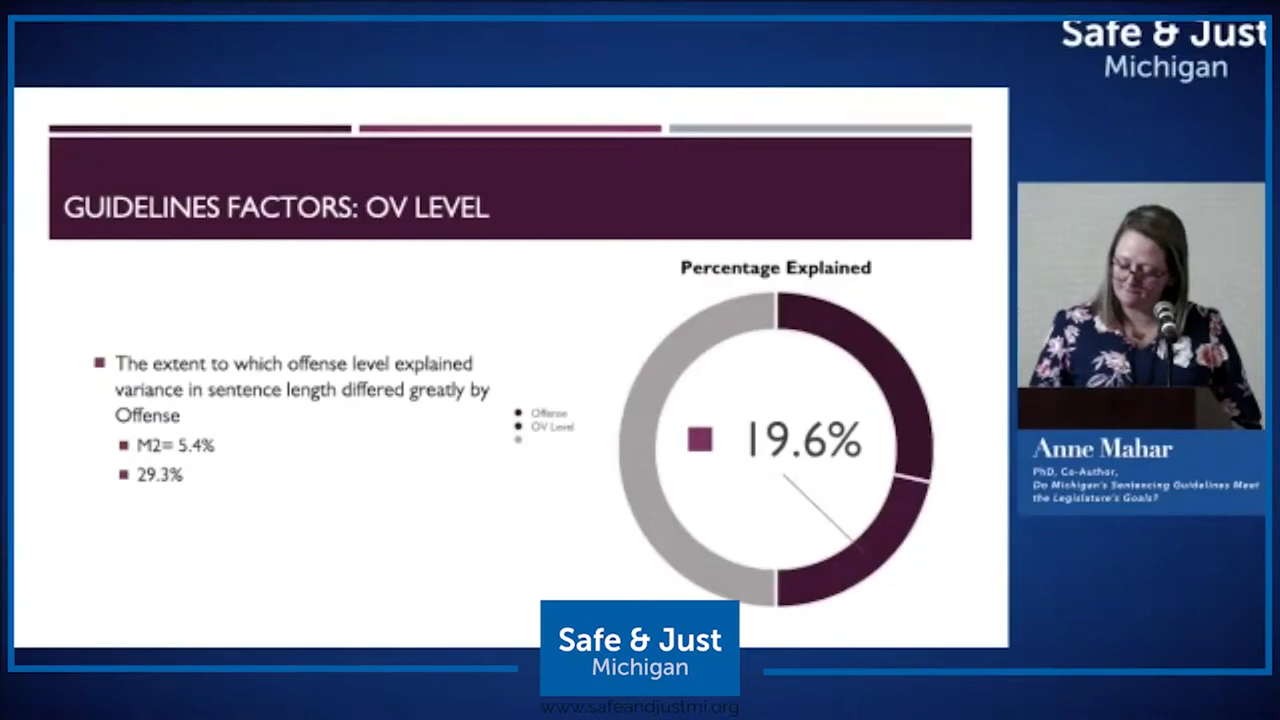 Safe & Just
Michigan
GUIDELINES FACTORS: OV LEVEL
Percentage Explained
The extent to which offense level explained
variance in sentence length differed greatly by
Offense
M2= 5.4%
29.3%
Offense
OV Level
19.6%
Anne Mahar
PhD, Co-Author,
Do Michigan's Sentencing Guidelines Meet
the Legislature's Goals?
Safe & Just
Michigan
www.safeandjustmi.org